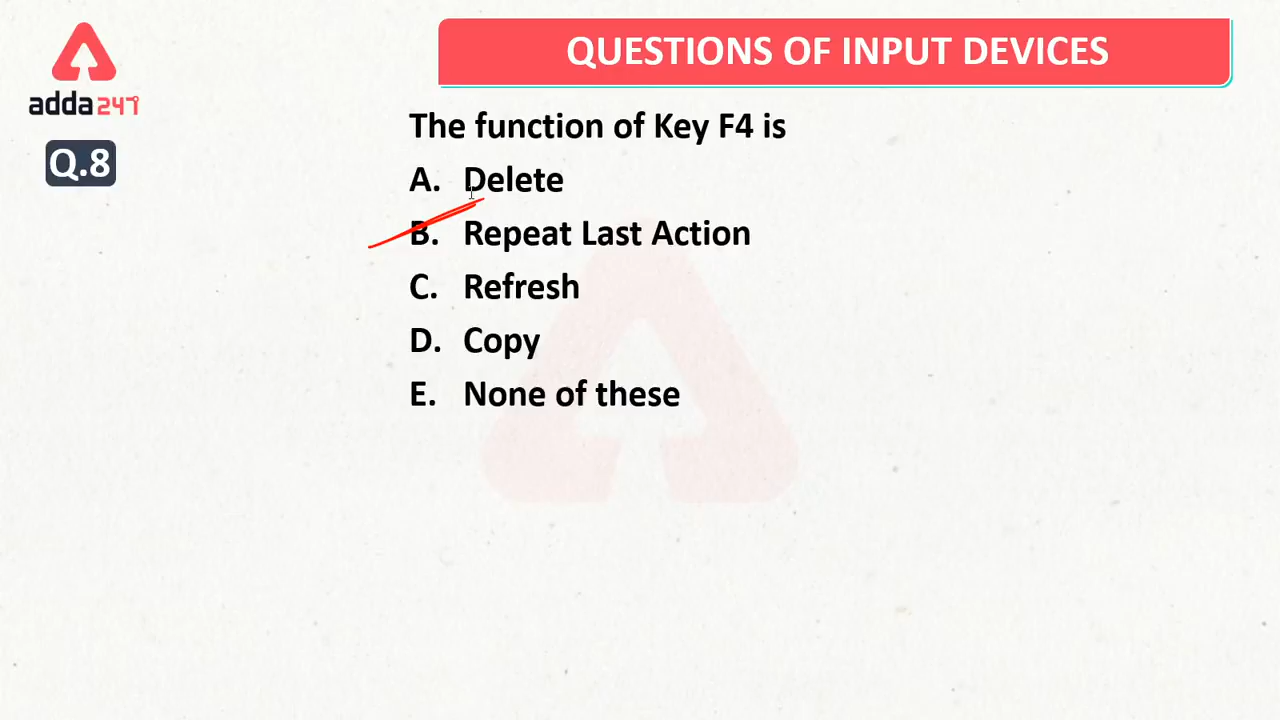 QUESTIONS OF INPUT DEVICES
adda247
Q.8
The function of Key F4 is
A. Delete
B. Repeat Last Action
C. Refresh
D. Copy
E. None of these